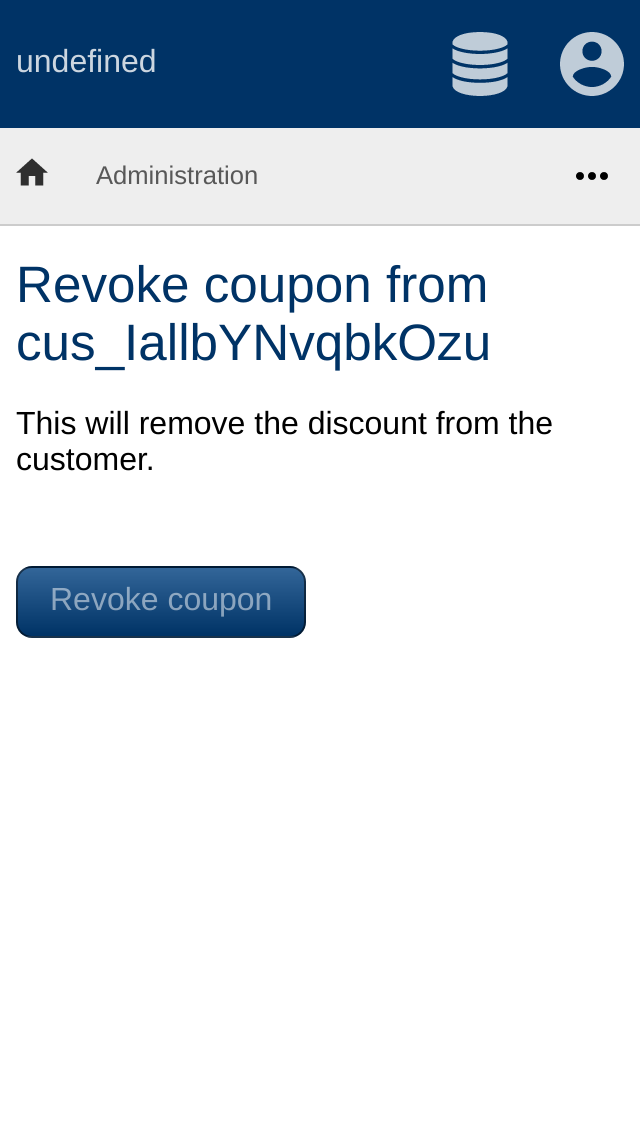 undefined
Administration
Revoke coupon from
cus_IallbYNvqbkOzu
This will remove the discount from the
customer.
Revoke coupon